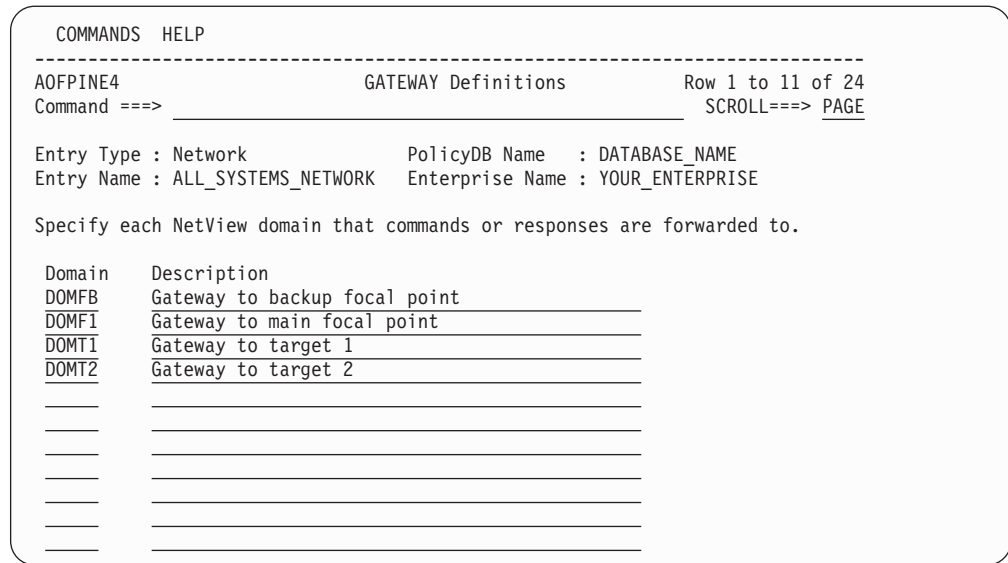 COMMANDS HELP
-------------------------------------------------------------------------------
AOFPINE4 GATEWAY Definitions Row 1 to 11 of 24
Command ===> SCROLL===> PAGE
Entry Type : Network PolicyDB Name : DATABASE_NAME
Entry Name : ALL_SYSTEMS_NETWORK Enterprise Name : YOUR_ENTERPRISE
Specify each NetView domain that commands or responses are forwarded to.
Domain Description
DOMFB Gateway to backup focal point
DOMF1 Gateway to main focal point
DOMT1 Gateway to target 1
DOMT2 Gateway to target 2